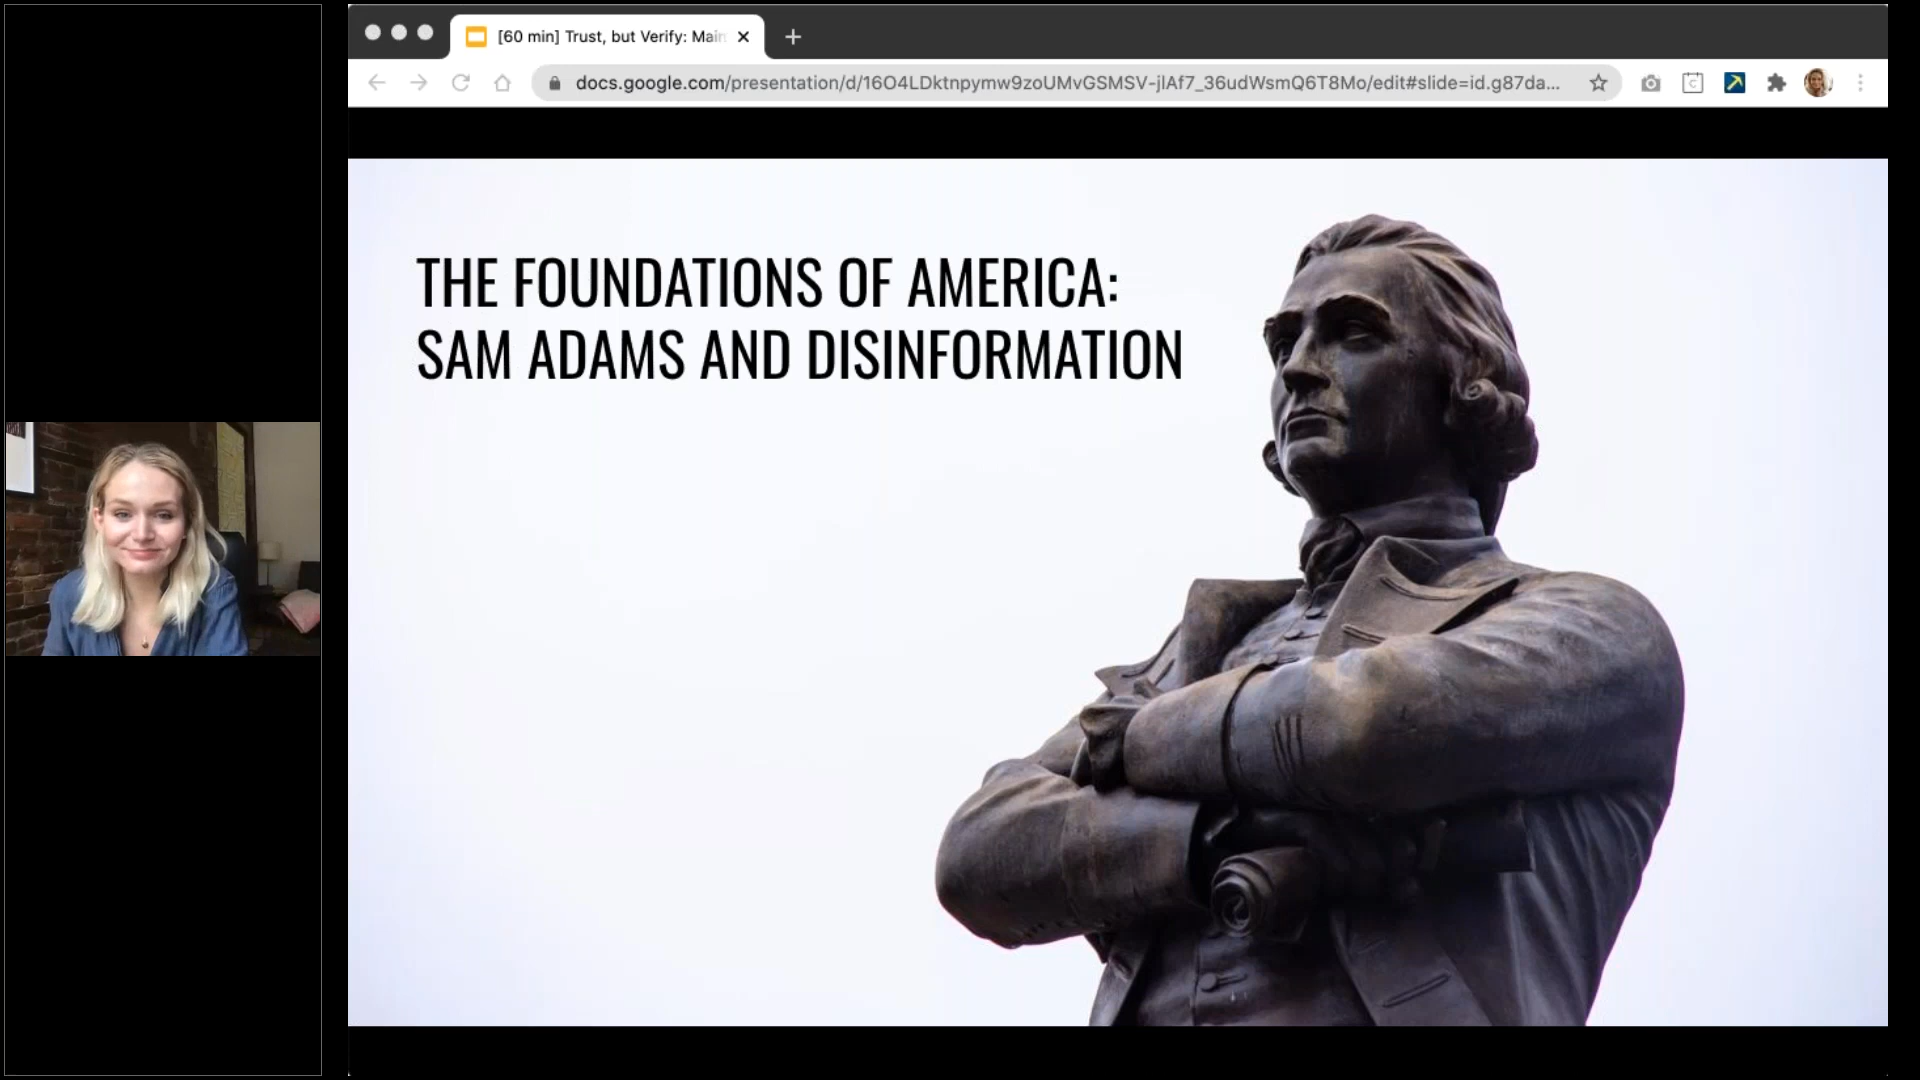 [60 min] Trust, but Verify: Main
docs.google.com/presentation/d/16O4LDktnpymw9zoUMvGSMSV-jlAf7_36udWsmQ6T8Mo/edit#slide=id.g87da...
THE FOUNDATIONS OF AMERICA:
SAM ADAMS AND DISINFORMATION